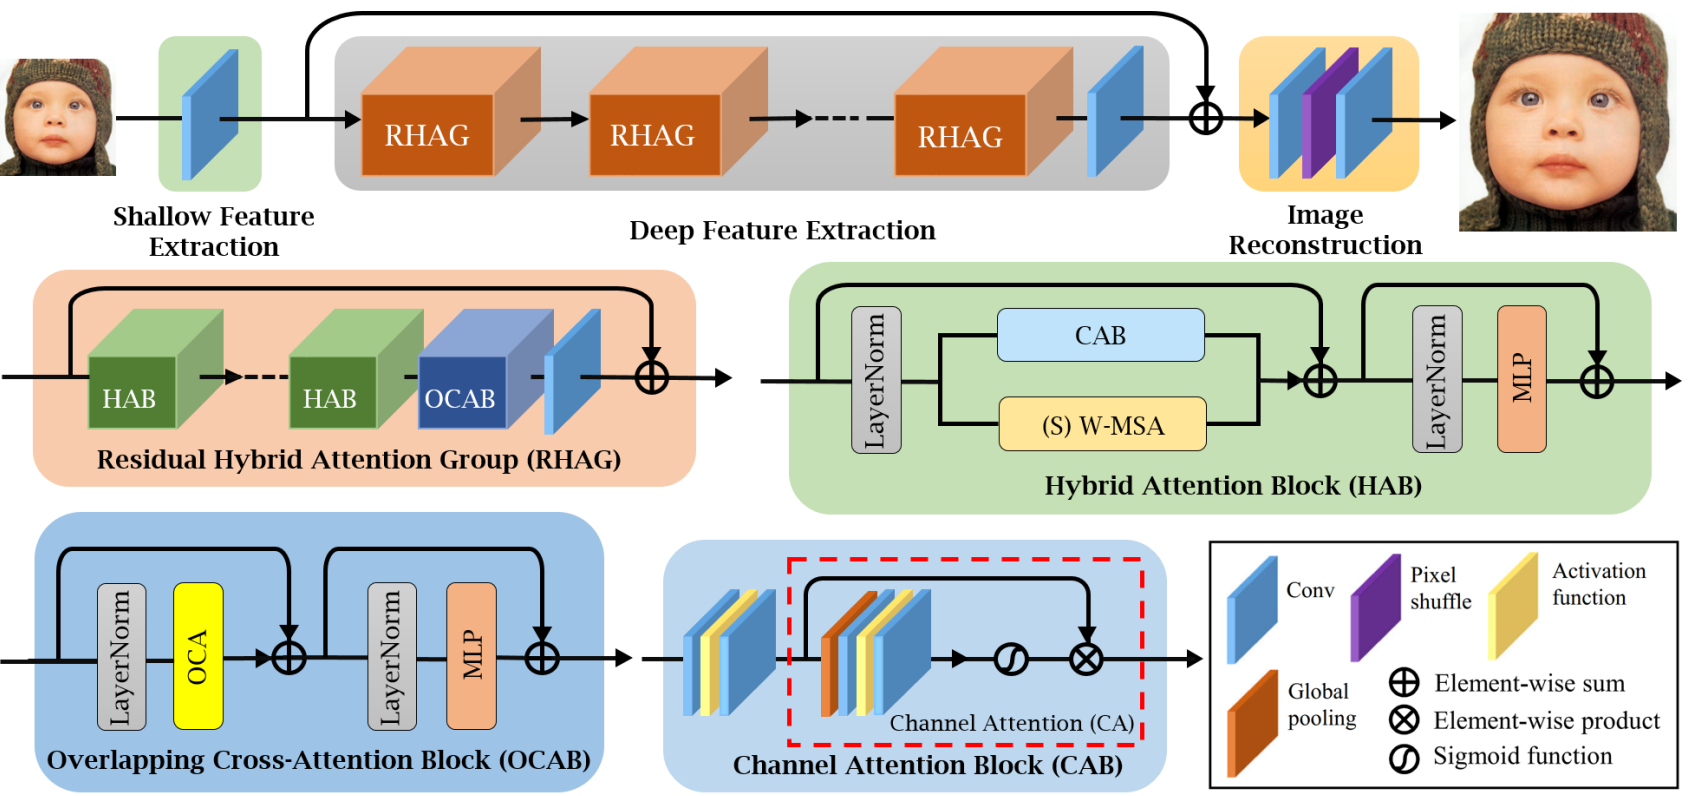 RHAG
RHAG
RHAG
Shallow Feature
Extraction
Deep Feature Extraction
Image
Reconstruction
HAB
HAB
OCAB
Residual Hybrid Attention Group (RHAG)
LayerNorm
CAB
(S) W-MSA
LayerNorm
MLP
Hybrid Attention Block (HAB)
LayerNorm
OCA
LayerNorm
MLP
Overlapping Cross-Attention Block (OCAB)
Channel Attention (CA)
Channel Attention Block (CAB)
Conv
Pixel
shuffle
Activation
function
Global
pooling
Element-wise sum
Element-wise product
Sigmoid function